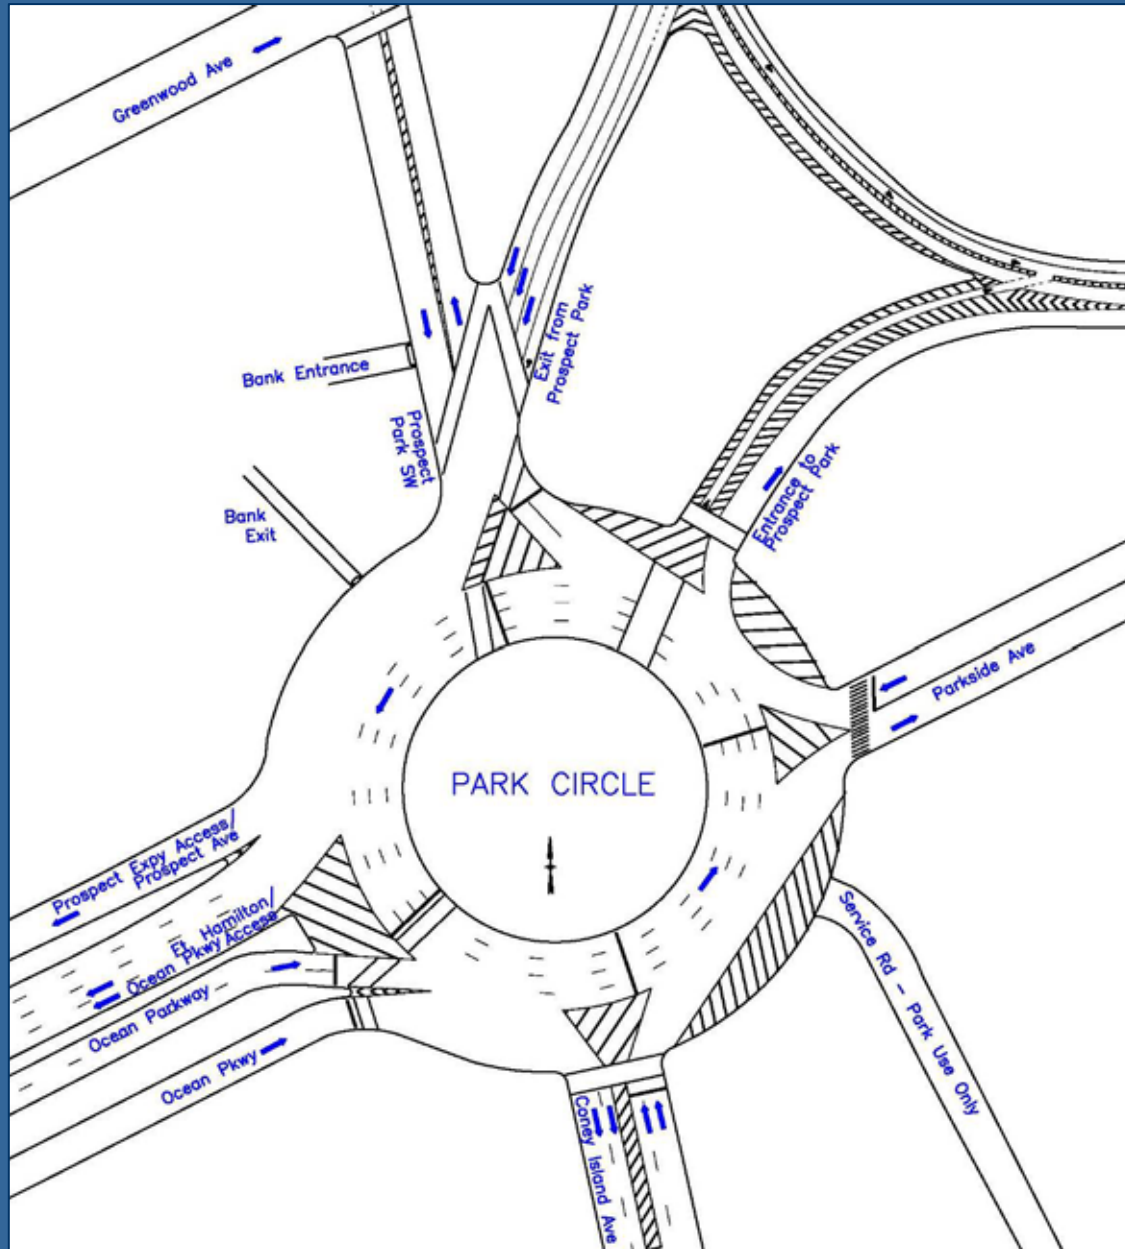 Greenwood Ave
Bank Entrance
Prospect
Park SW
Exit from
Prospect Park
Bank
Exit
Entrance to
Prospect Park
Parkside Ave
PARK CIRCLE
Prospect Expy Access/
Prospect Ave
Ft. Hamilton/
Ocean Pkwy Access
Ocean Parkway
Ocean Pkwy
Coney Island Ave
Service Rd – Park Use Only